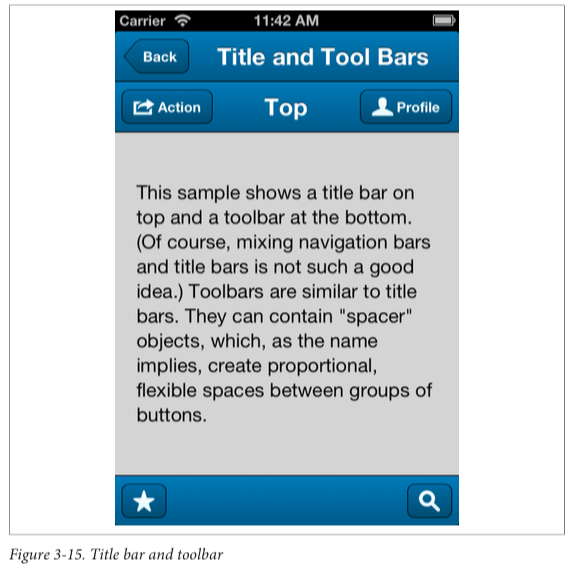 Carrier 11:42 AM
Back Title and Tool Bars
Action Top Profile
This sample shows a title bar on
top and a toolbar at the bottom.
(Of course, mixing navigation bars
and title bars is not such a good
idea.) Toolbars are similar to title
bars. They can contain "spacer"
objects, which, as the name
implies, create proportional,
flexible spaces between groups of
buttons.
Figure 3-15. Title bar and toolbar